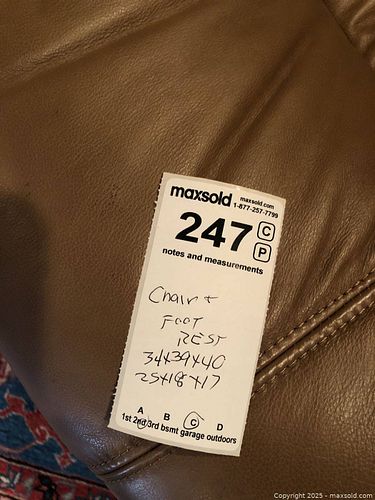 maxsold maxsold.com
1-877-257-7799
247 C
P
notes and measurements
Chair +
FOOT
REST
34x39x40
25x18x17
A B C D
1st 2nd 3rd bsmt garage outdoors
Copyright 2025 - maxsold.com